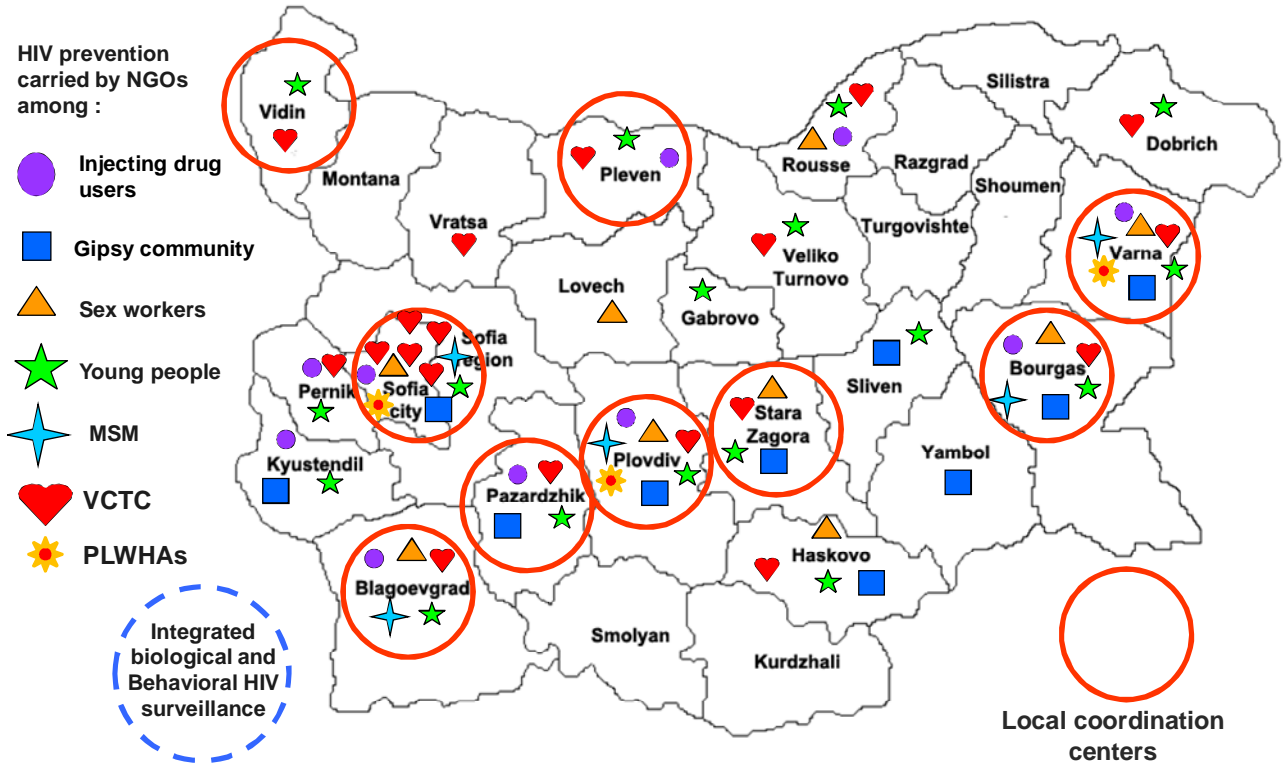 HIV prevention
carried by NGOs
among :
Injecting drug
users
Gipsy community
Sex workers
Young people
MSM
VCTC
PLWHAs
Integrated
biological and
Behavioral HIV
surveillance
Vidin
Montana
Vratsa
Pleven
Lovech
Rousse
Silistra
Razgrad
Dobrich
Shoumen
Turgovishte
Varna
Veliko
Turnovo
Gabrovo
Sofia
region
Sofia
city
Pernik
Kyustendil
Pazardzhik
Plovdiv
Stara
Zagora
Sliven
Bourgas
Yambol
Haskovo
Blagoevgrad
Smolyan
Kurdzhali
Local coordination
centers